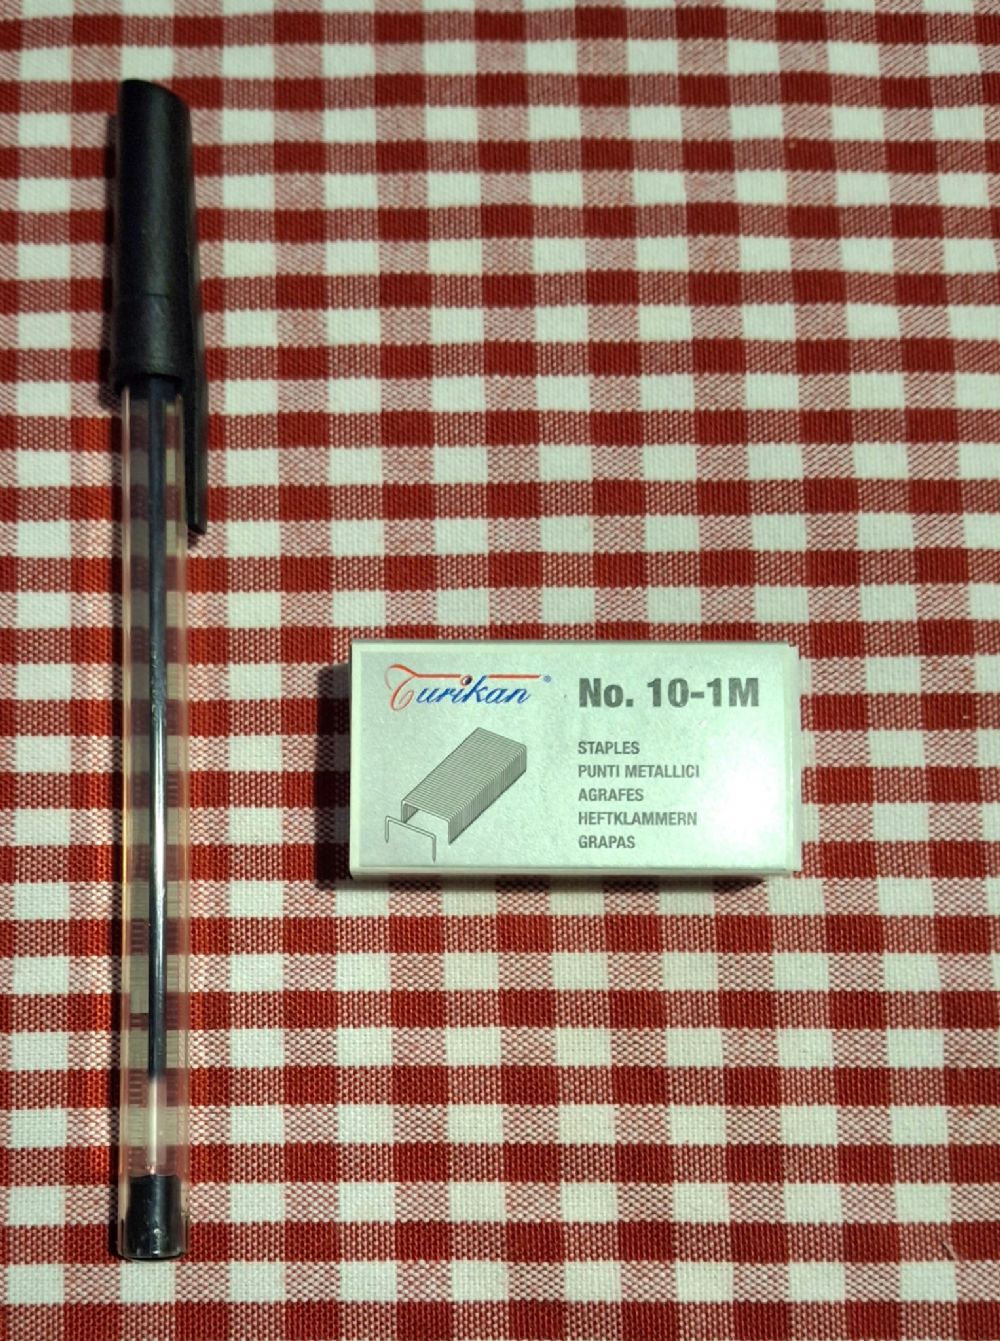 Turikan®
No. 10-1M
STAPLES
PUNTI METALLICI
AGRAFES
HEFTKLAMMERN
GRAPAS